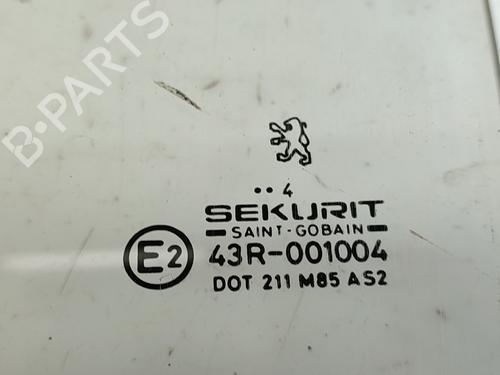 B-PARTS
·· 4
SEKURIT
SAINT-GOBAIN
E2 43R-001004
DOT 211 M85 AS2